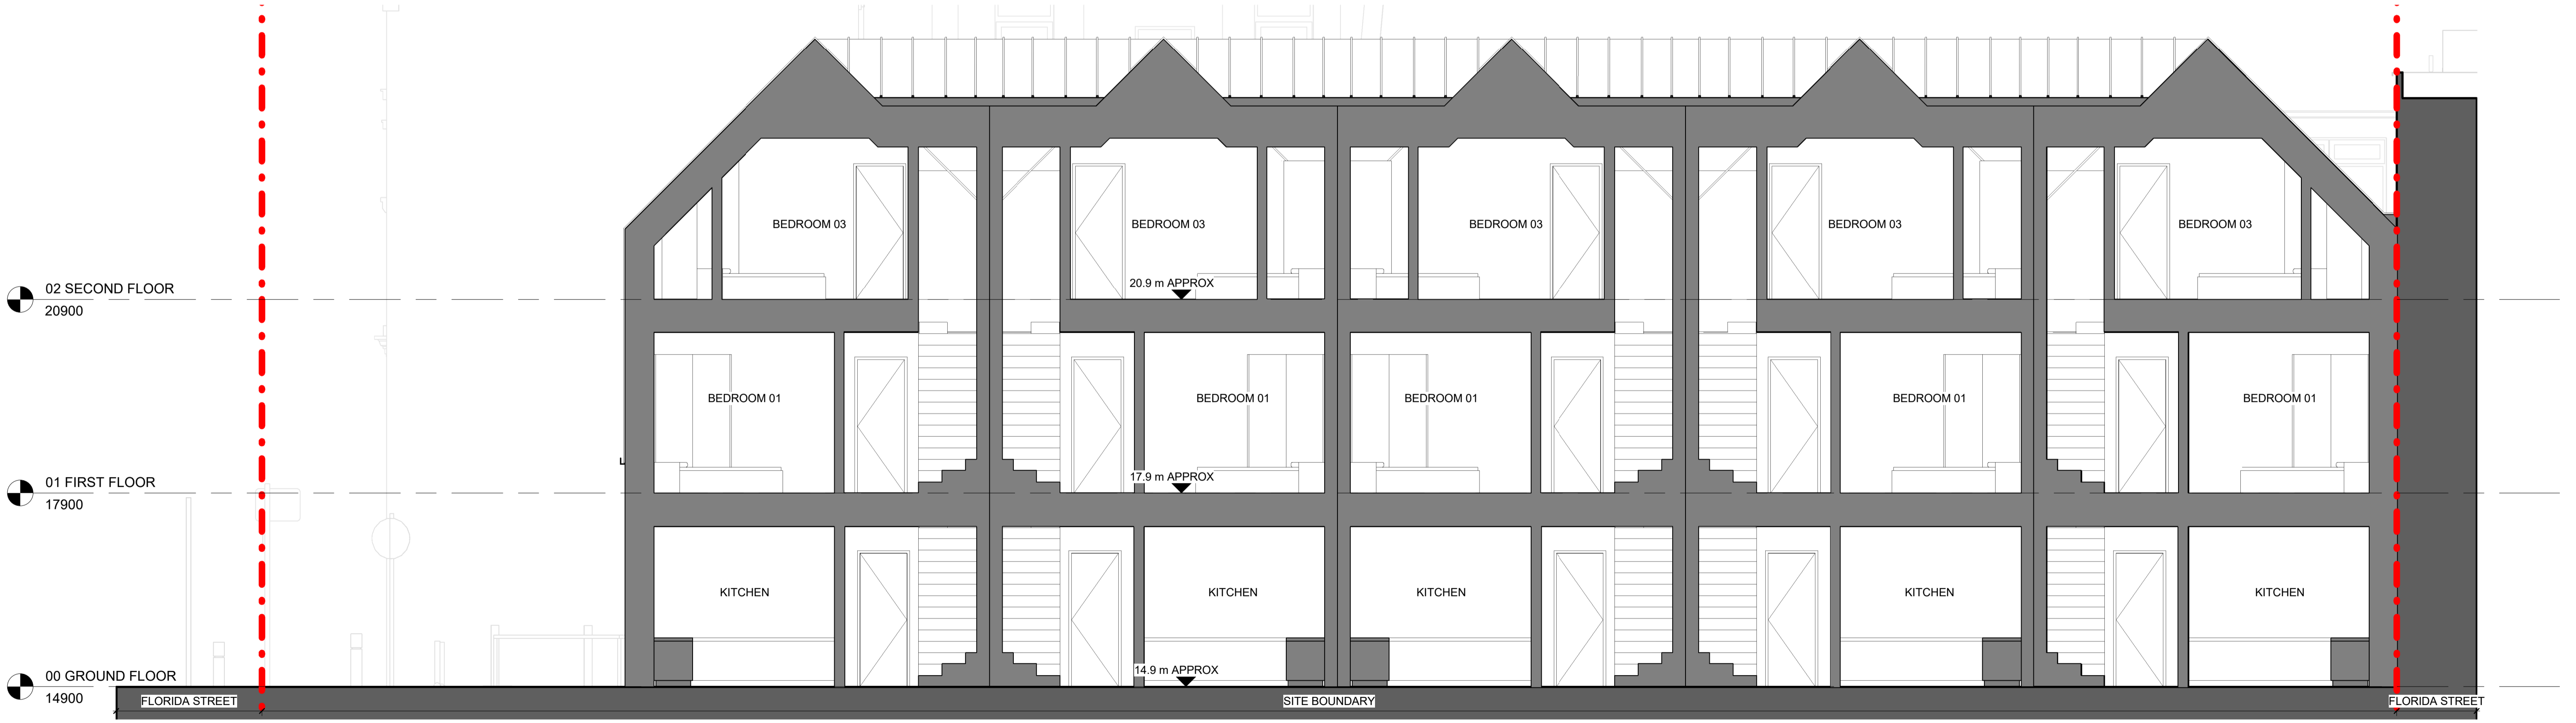 BEDROOM 03
BEDROOM 03
BEDROOM 03
BEDROOM 03
BEDROOM 03
20.9 m APPROX
02 SECOND FLOOR
20900
BEDROOM 01
BEDROOM 01
BEDROOM 01
BEDROOM 01
BEDROOM 01
17.9 m APPROX
01 FIRST FLOOR
17900
KITCHEN
KITCHEN
KITCHEN
KITCHEN
KITCHEN
14.9 m APPROX
00 GROUND FLOOR
14900
FLORIDA STREET
SITE BOUNDARY
FLORIDA STREET